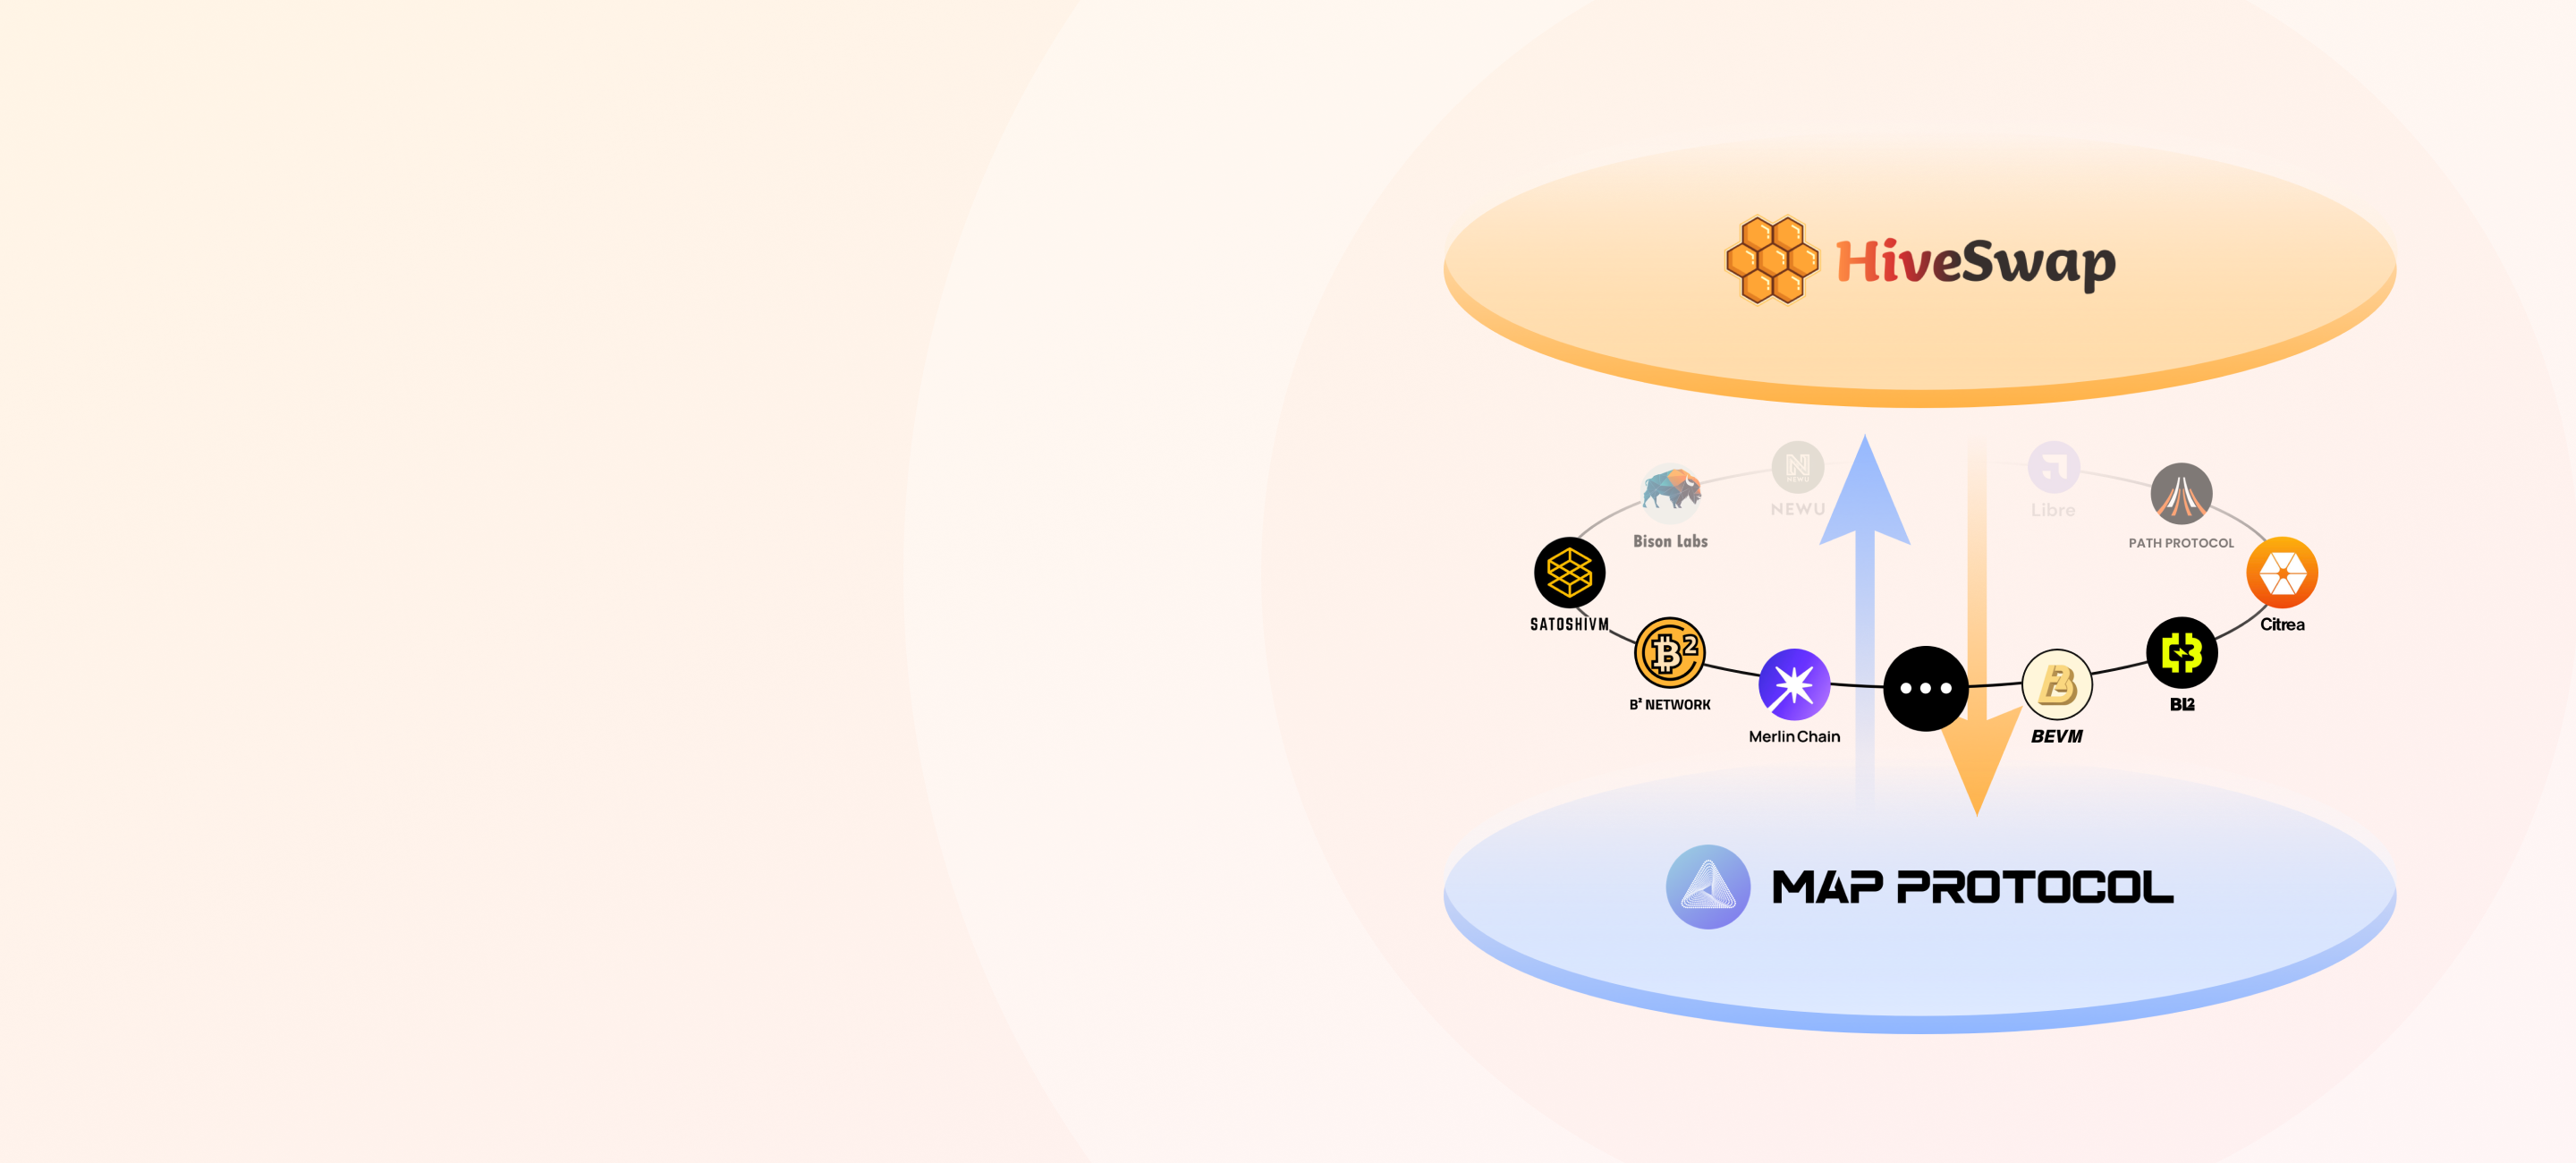 HiveSwap
NEWU
Libre
Bison Labs
PATH PROTOCOL
SATOSHIVM
Citrea
B² NETWORK
BL2
Merlin Chain
BEVM
MAP PROTOCOL